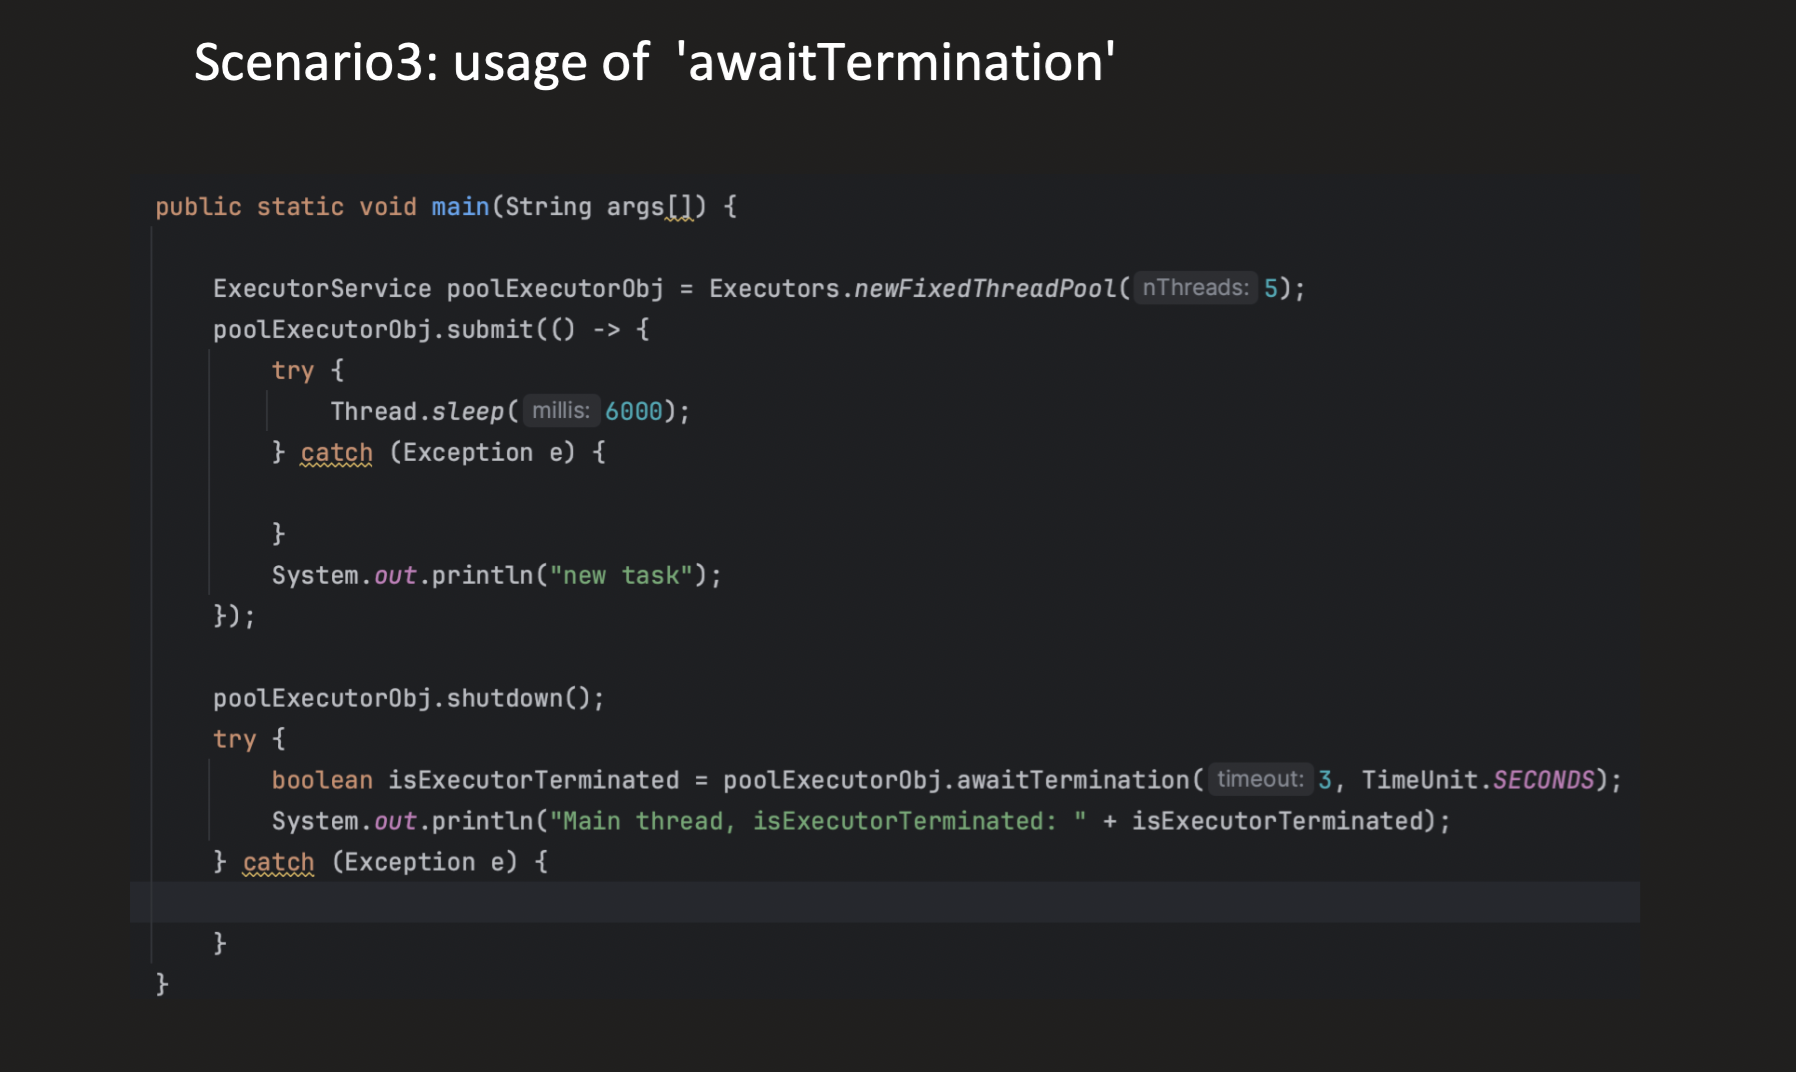 Scenario3: usage of 'awaitTermination'
public static void main(String args[]) {
ExecutorService poolExecutorObj = Executors.newFixedThreadPool( nThreads: 5);
poolExecutorObj.submit(() -> {
try {
Thread.sleep( millis: 6000);
} catch (Exception e) {
}
System.out.println("new task");
});
poolExecutorObj.shutdown();
try {
boolean isExecutorTerminated = poolExecutorObj.awaitTermination( timeout: 3, TimeUnit.SECONDS);
System.out.println("Main thread, isExecutorTerminated: " + isExecutorTerminated);
} catch (Exception e) {
}
}